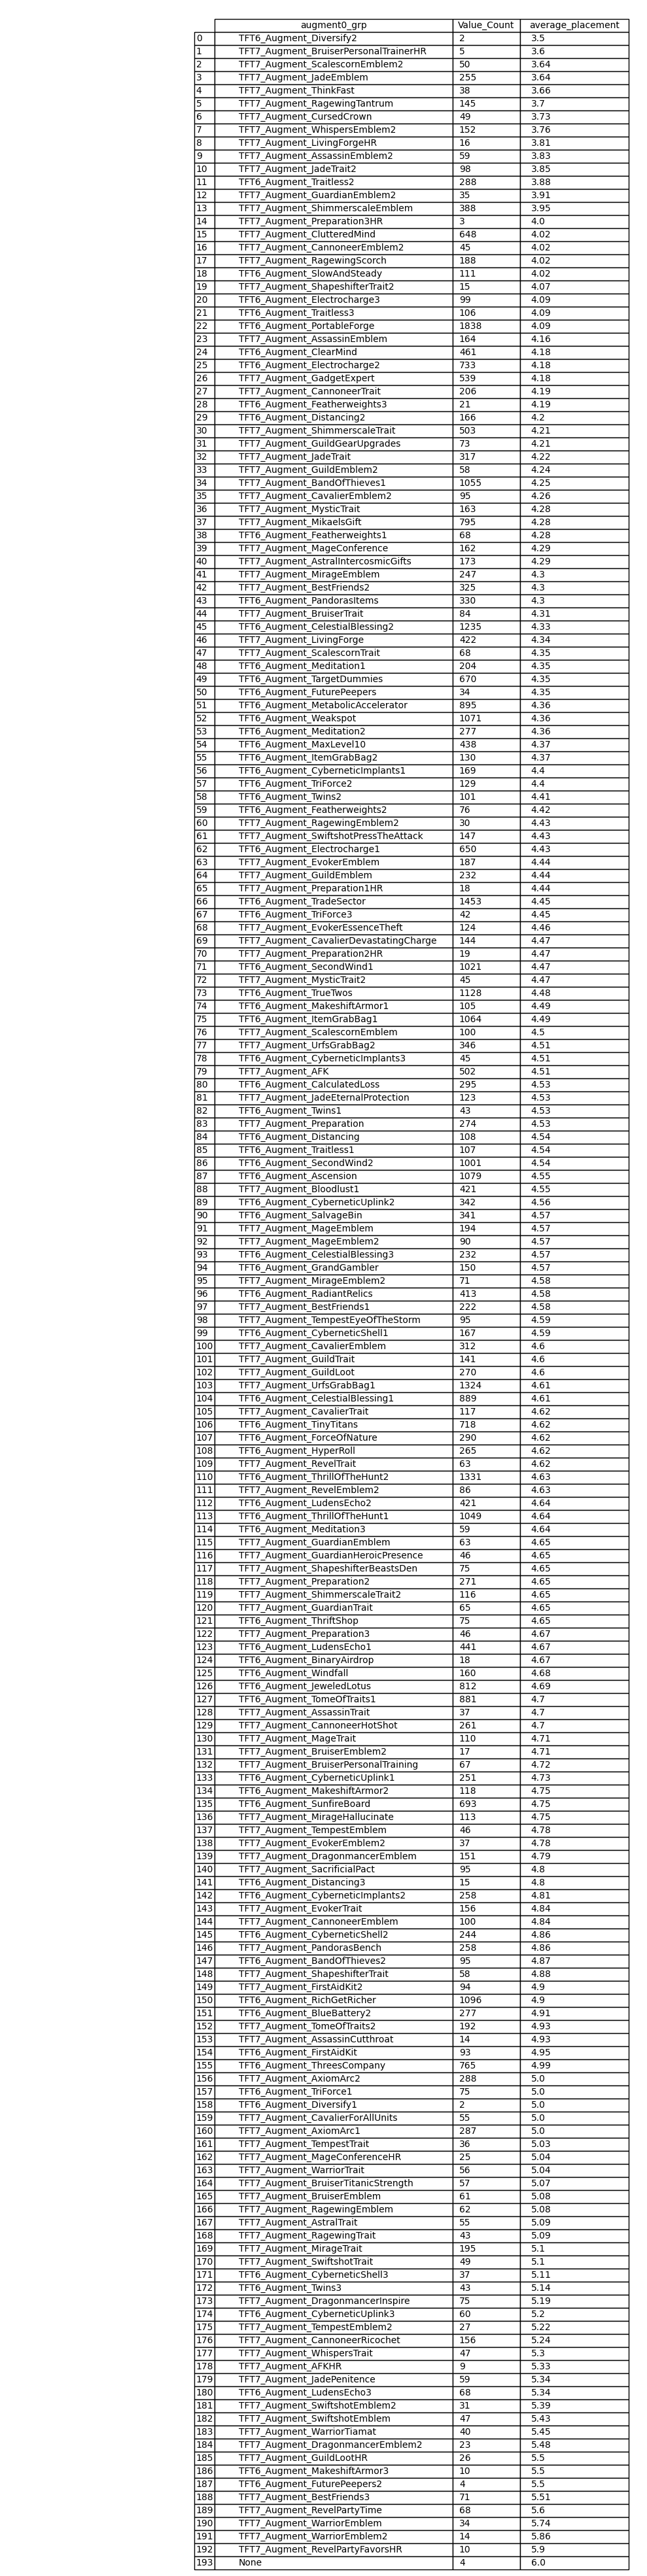 augment0_grp Value_Count average_placement
0 TFT6_Augment_Diversify2 2 3.5
1 TFT7_Augment_BruiserPersonalTrainerHR 5 3.6
2 TFT7_Augment_ScalescornEmblem2 50 3.64
3 TFT7_Augment_JadeEmblem 255 3.64
4 TFT7_Augment_ThinkFast 38 3.66
5 TFT7_Augment_RagewingTantrum 145 3.7
6 TFT7_Augment_CursedCrown 49 3.73
7 TFT7_Augment_WhispersEmblem2 152 3.76
8 TFT7_Augment_LivingForgeHR 16 3.81
9 TFT7_Augment_AssassinEmblem2 59 3.83
10 TFT7_Augment_JadeTrait2 98 3.85
11 TFT6_Augment_Traitless2 288 3.88
12 TFT7_Augment_GuardianEmblem2 35 3.91
13 TFT7_Augment_ShimmerscaleEmblem 388 3.95
14 TFT7_Augment_Preparation3HR 3 4.0
15 TFT7_Augment_ClutteredMind 648 4.02
16 TFT7_Augment_CannoneerEmblem2 45 4.02
17 TFT7_Augment_RagewingScorch 188 4.02
18 TFT6_Augment_SlowAndSteady 111 4.02
19 TFT7_Augment_ShapeshifterTrait2 15 4.07
20 TFT6_Augment_Electrocharge3 99 4.09
21 TFT6_Augment_Traitless3 106 4.09
22 TFT6_Augment_PortableForge 1838 4.09
23 TFT7_Augment_AssassinEmblem 164 4.16
24 TFT6_Augment_ClearMind 461 4.18
25 TFT6_Augment_Electrocharge2 733 4.18
26 TFT7_Augment_GadgetExpert 539 4.18
27 TFT7_Augment_CannoneerTrait 206 4.19
28 TFT6_Augment_Featherweights3 21 4.19
29 TFT6_Augment_Distancing2 166 4.2
30 TFT7_Augment_ShimmerscaleTrait 503 4.21
31 TFT7_Augment_GuildGearUpgrades 73 4.21
32 TFT7_Augment_JadeTrait 317 4.22
33 TFT7_Augment_GuildEmblem2 58 4.24
34 TFT7_Augment_BandOfThieves1 1055 4.25
35 TFT7_Augment_CavalierEmblem2 95 4.26
36 TFT7_Augment_MysticTrait 163 4.28
37 TFT7_Augment_MikaelsGift 795 4.28
38 TFT6_Augment_Featherweights1 68 4.28
39 TFT7_Augment_MageConference 162 4.29
40 TFT7_Augment_AstralIntercosmicGifts 173 4.29
41 TFT7_Augment_MirageEmblem 247 4.3
42 TFT7_Augment_BestFriends2 325 4.3
43 TFT6_Augment_PandorasItems 330 4.3
44 TFT7_Augment_BruiserTrait 84 4.31
45 TFT6_Augment_CelestialBlessing2 1235 4.33
46 TFT7_Augment_LivingForge 422 4.34
47 TFT7_Augment_ScalescornTrait 68 4.35
48 TFT6_Augment_Meditation1 204 4.35
49 TFT6_Augment_TargetDummies 670 4.35
50 TFT7_Augment_FuturePeepers 34 4.35
51 TFT6_Augment_MetabolicAccelerator 895 4.36
52 TFT6_Augment_Weakspot 1071 4.36
53 TFT6_Augment_Meditation2 277 4.36
54 TFT7_Augment_MaxLevel10 438 4.37
55 TFT6_Augment_ItemGrabBag2 130 4.37
56 TFT6_Augment_CyberneticImplants1 169 4.4
57 TFT6_Augment_TriForce2 129 4.4
58 TFT6_Augment_Twins2 101 4.41
59 TFT6_Augment_Featherweights2 76 4.42
60 TFT7_Augment_RagewingEmblem2 30 4.43
61 TFT7_Augment_SwiftshotPressTheAttack 147 4.43
62 TFT6_Augment_Electrocharge1 650 4.43
63 TFT7_Augment_EvokerEmblem 187 4.44
64 TFT7_Augment_GuildEmblem 232 4.44
65 TFT7_Augment_Preparation1HR 18 4.44
66 TFT6_Augment_TradeSector 1453 4.45
67 TFT6_Augment_TriForce3 42 4.45
68 TFT7_Augment_EvokerEssenceTheft 124 4.46
69 TFT7_Augment_CavalierDevastatingCharge 144 4.47
70 TFT7_Augment_Preparation2HR 19 4.47
71 TFT6_Augment_SecondWind1 1021 4.47
72 TFT7_Augment_MysticTrait2 45 4.47
73 TFT6_Augment_TrueTwos 1128 4.48
74 TFT6_Augment_MakeshiftArmor1 105 4.49
75 TFT6_Augment_ItemGrabBag1 1064 4.49
76 TFT7_Augment_ScalescornEmblem 100 4.5
77 TFT7_Augment_UrfsGrabBag2 346 4.51
78 TFT6_Augment_CyberneticImplants3 45 4.51
79 TFT7_Augment_AFK 502 4.51
80 TFT6_Augment_CalculatedLoss 295 4.53
81 TFT7_Augment_JadeEternalProtection 123 4.53
82 TFT6_Augment_Twins1 43 4.53
83 TFT7_Augment_Preparation 274 4.53
84 TFT6_Augment_Distancing 108 4.54
85 TFT6_Augment_Traitless1 107 4.54
86 TFT6_Augment_SecondWind2 1001 4.54
87 TFT6_Augment_Ascension 1079 4.55
88 TFT7_Augment_Bloodlust1 421 4.55
89 TFT6_Augment_CyberneticUplink2 342 4.56
90 TFT6_Augment_SalvageBin 341 4.57
91 TFT7_Augment_MageEmblem 194 4.57
92 TFT7_Augment_MageEmblem2 90 4.57
93 TFT6_Augment_CelestialBlessing3 232 4.57
94 TFT6_Augment_GrandGambler 150 4.57
95 TFT7_Augment_MirageEmblem2 71 4.58
96 TFT6_Augment_RadiantRelics 413 4.58
97 TFT7_Augment_BestFriends1 222 4.58
98 TFT7_Augment_TempestEyeOfTheStorm 95 4.59
99 TFT6_Augment_CyberneticShell1 167 4.59
100 TFT7_Augment_CavalierEmblem 312 4.6
101 TFT7_Augment_GuildTrait 141 4.6
102 TFT7_Augment_GuildLoot 270 4.6
103 TFT7_Augment_UrfsGrabBag1 1324 4.61
104 TFT6_Augment_CelestialBlessing1 889 4.61
105 TFT7_Augment_CavalierTrait 117 4.62
106 TFT6_Augment_TinyTitans 718 4.62
107 TFT6_Augment_ForceOfNature 290 4.62
108 TFT6_Augment_HyperRoll 265 4.62
109 TFT7_Augment_RevelTrait 63 4.62
110 TFT6_Augment_ThrillOfTheHunt2 1331 4.63
111 TFT7_Augment_RevelEmblem2 86 4.63
112 TFT6_Augment_LudensEcho2 421 4.64
113 TFT6_Augment_ThrillOfTheHunt1 1049 4.64
114 TFT6_Augment_Meditation3 59 4.64
115 TFT7_Augment_GuardianEmblem 63 4.65
116 TFT7_Augment_GuardianHeroicPresence 46 4.65
117 TFT7_Augment_ShapeshifterBeastsDen 75 4.65
118 TFT7_Augment_Preparation2 271 4.65
119 TFT7_Augment_ShimmerscaleTrait2 116 4.65
120 TFT7_Augment_GuardianTrait 65 4.65
121 TFT6_Augment_ThriftShop 75 4.65
122 TFT7_Augment_Preparation3 46 4.67
123 TFT6_Augment_LudensEcho1 441 4.67
124 TFT6_Augment_BinaryAirdrop 18 4.67
125 TFT6_Augment_Windfall 160 4.68
126 TFT6_Augment_JeweledLotus 812 4.69
127 TFT6_Augment_TomeOfTraits1 881 4.7
128 TFT7_Augment_AssassinTrait 37 4.7
129 TFT7_Augment_CannoneerHotShot 261 4.7
130 TFT7_Augment_MageTrait 110 4.71
131 TFT7_Augment_BruiserEmblem2 17 4.71
132 TFT7_Augment_BruiserPersonalTraining 67 4.72
133 TFT6_Augment_CyberneticUplink1 251 4.73
134 TFT6_Augment_MakeshiftArmor2 118 4.75
135 TFT6_Augment_SunfireBoard 693 4.75
136 TFT7_Augment_MirageHallucinate 113 4.75
137 TFT7_Augment_TempestEmblem 46 4.78
138 TFT7_Augment_EvokerEmblem2 37 4.78
139 TFT7_Augment_DragonmancerEmblem 151 4.79
140 TFT7_Augment_SacrificialPact 95 4.8
141 TFT6_Augment_Distancing3 15 4.8
142 TFT6_Augment_CyberneticImplants2 258 4.81
143 TFT7_Augment_EvokerTrait 156 4.84
144 TFT7_Augment_CannoneerEmblem 100 4.84
145 TFT6_Augment_CyberneticShell2 244 4.86
146 TFT7_Augment_PandorasBench 258 4.86
147 TFT6_Augment_BandOfThieves2 95 4.87
148 TFT7_Augment_ShapeshifterTrait 58 4.88
149 TFT7_Augment_FirstAidKit2 94 4.9
150 TFT6_Augment_RichGetRicher 1096 4.9
151 TFT6_Augment_BlueBattery2 277 4.91
152 TFT7_Augment_TomeOfTraits2 192 4.93
153 TFT7_Augment_AssassinCutthroat 14 4.93
154 TFT6_Augment_FirstAidKit 93 4.95
155 TFT6_Augment_ThreesCompany 765 4.99
156 TFT7_Augment_AxiomArc2 288 5.0
157 TFT6_Augment_TriForce1 75 5.0
158 TFT6_Augment_Diversify1 2 5.0
159 TFT7_Augment_CavalierForAllUnits 55 5.0
160 TFT7_Augment_AxiomArc1 287 5.0
161 TFT7_Augment_TempestTrait 36 5.03
162 TFT7_Augment_MageConferenceHR 25 5.04
163 TFT7_Augment_WarriorTrait 56 5.04
164 TFT7_Augment_BruiserTitanicStrength 57 5.07
165 TFT7_Augment_BruiserEmblem 61 5.08
166 TFT7_Augment_RagewingEmblem 62 5.08
167 TFT7_Augment_AstralTrait 55 5.09
168 TFT7_Augment_RagewingTrait 43 5.09
169 TFT7_Augment_MirageTrait 195 5.1
170 TFT7_Augment_SwiftshotTrait 49 5.1
171 TFT6_Augment_CyberneticShell3 37 5.11
172 TFT6_Augment_Twins3 43 5.14
173 TFT7_Augment_DragonmancerInspire 75 5.19
174 TFT6_Augment_CyberneticUplink3 60 5.2
175 TFT7_Augment_TempestEmblem2 27 5.22
176 TFT7_Augment_CannoneerRicochet 156 5.24
177 TFT7_Augment_WhispersTrait 47 5.3
178 TFT7_Augment_AFKHR 9 5.33
179 TFT7_Augment_JadePenitence 59 5.34
180 TFT6_Augment_LudensEcho3 68 5.34
181 TFT7_Augment_SwiftshotEmblem2 31 5.39
182 TFT7_Augment_SwiftshotEmblem 47 5.43
183 TFT7_Augment_WarriorTiamat 40 5.45
184 TFT7_Augment_DragonmancerEmblem2 23 5.48
185 TFT7_Augment_GuildLootHR 26 5.5
186 TFT6_Augment_MakeshiftArmor3 10 5.5
187 TFT6_Augment_FuturePeepers2 4 5.5
188 TFT7_Augment_BestFriends3 71 5.51
189 TFT7_Augment_RevelPartyTime 68 5.6
190 TFT7_Augment_WarriorEmblem 34 5.74
191 TFT7_Augment_WarriorEmblem2 14 5.86
192 TFT7_Augment_RevelPartyFavorsHR 10 5.9
193 None 4 6.0